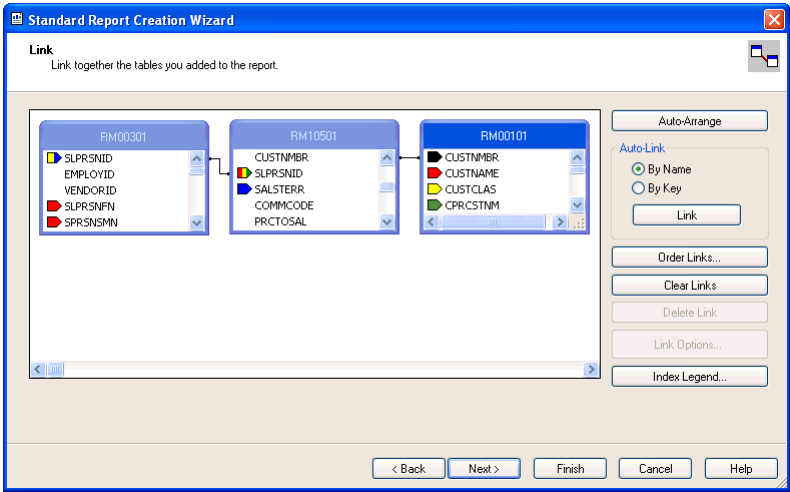 Standard Report Creation Wizard
Link
Link together the tables you added to the report.
RM00301
SLPRSNID
EMPLOYID
VENDORID
SLPRSNFN
SPRSNSMN
RM10501
CUSTNMBR
SLPRSNID
SALSTERR
COMMCODE
PRCTOSAL
RM00101
CUSTNMBR
CUSTNAME
CUSTCLAS
CPRCSTNM
Auto-Arrange
Auto-Link
By Name
By Key
Link
Order Links...
Clear Links
Delete Link
Link Options...
Index Legend...
< Back
Next >
Finish
Cancel
Help